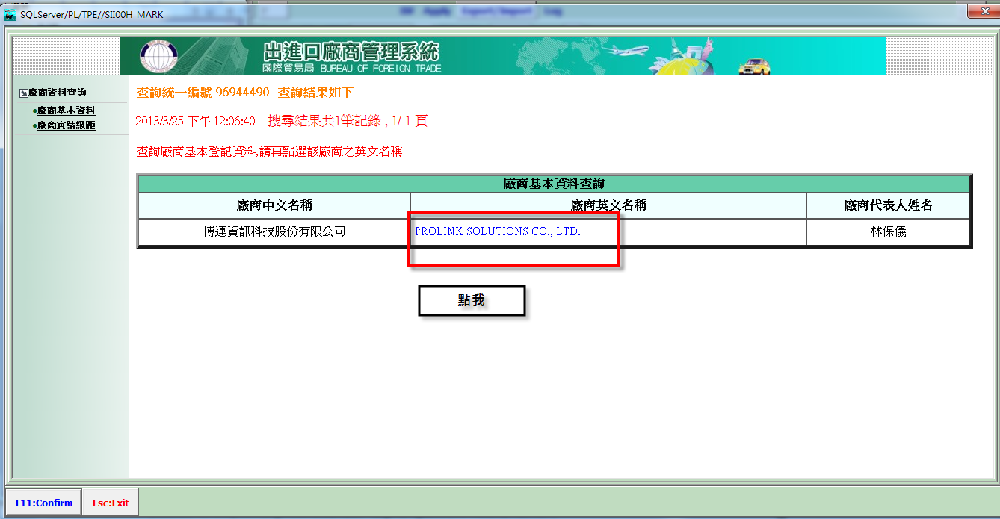 SQLServer/PL/TPE//SII00H_MARK
出進口廠商管理系統
國際貿易局 BUREAU OF FOREIGN TRADE
廠商資料查詢
•廠商基本資料
•廠商實績級距
查詢統一編號 96944490 查詢結果如下
2013/3/25 下午 12:06:40 搜尋結果共1筆記錄 , 1/ 1 頁
查詢廠商基本登記資料,請再點選該廠商之英文名稱
廠商基本資料查詢
廠商中文名稱 廠商英文名稱 廠商代表人姓名
博連資訊科技股份有限公司 PROLINK SOLUTIONS CO., LTD. 林保儀
點我
F11:Confirm Esc:Exit